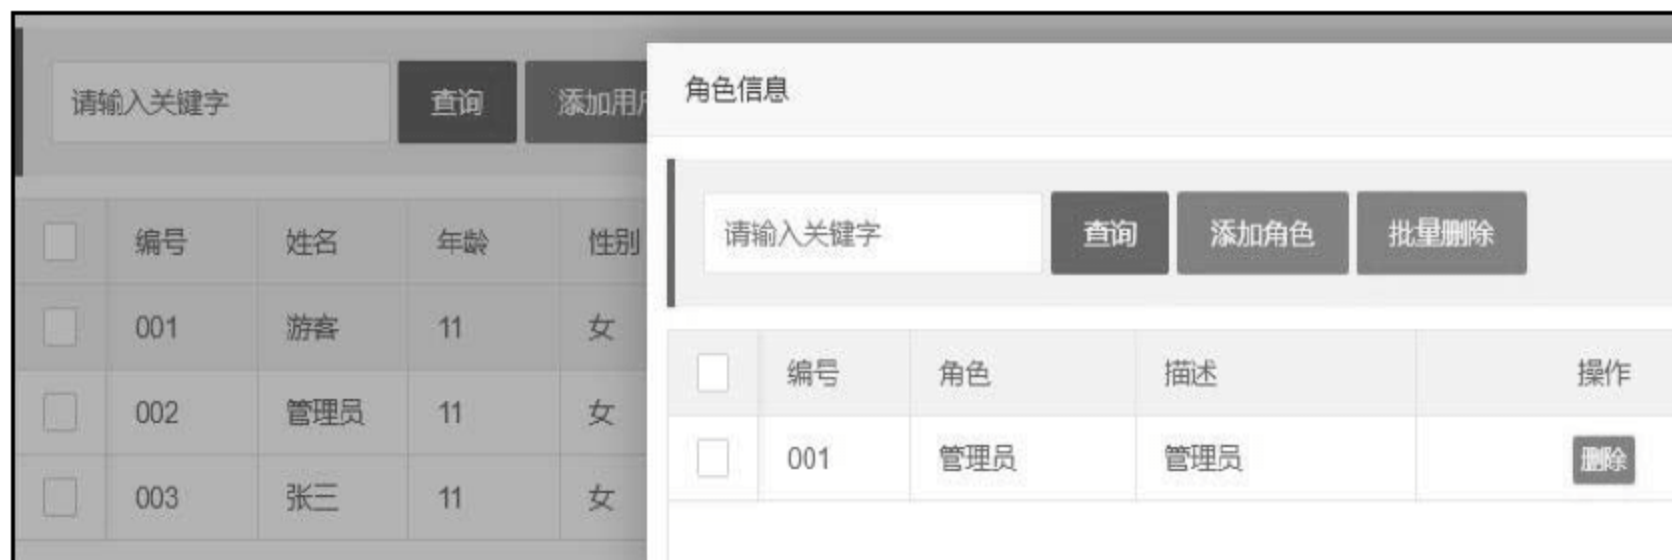 请输入关键字 查询 添加用户
编号 姓名 年龄 性别
001 游客 11 女
002 管理员 11 女
003 张三 11 女
角色信息
请输入关键字 查询 添加角色 批量删除
编号 角色 描述 操作
001 管理员 管理员 删除